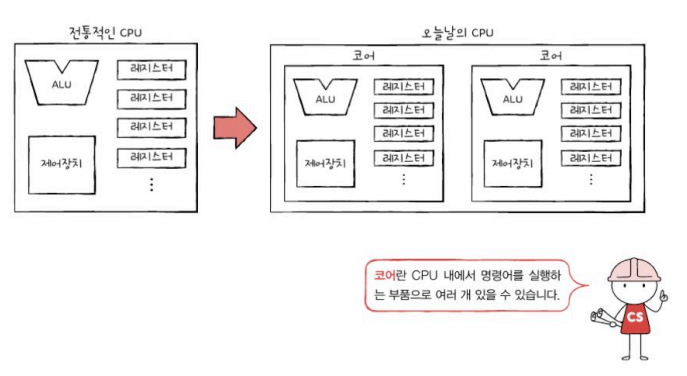 전통적인 CPU
ALU
레지스터
레지스터
레지스터
레지스터
제어장치
오늘날의 CPU
코어
ALU
레지스터
레지스터
레지스터
레지스터
제어장치
코어
ALU
레지스터
레지스터
레지스터
레지스터
제어장치
코어란 CPU 내에서 명령어를 실행하
는 부품으로 여러 개 있을 수 있습니다.
CS